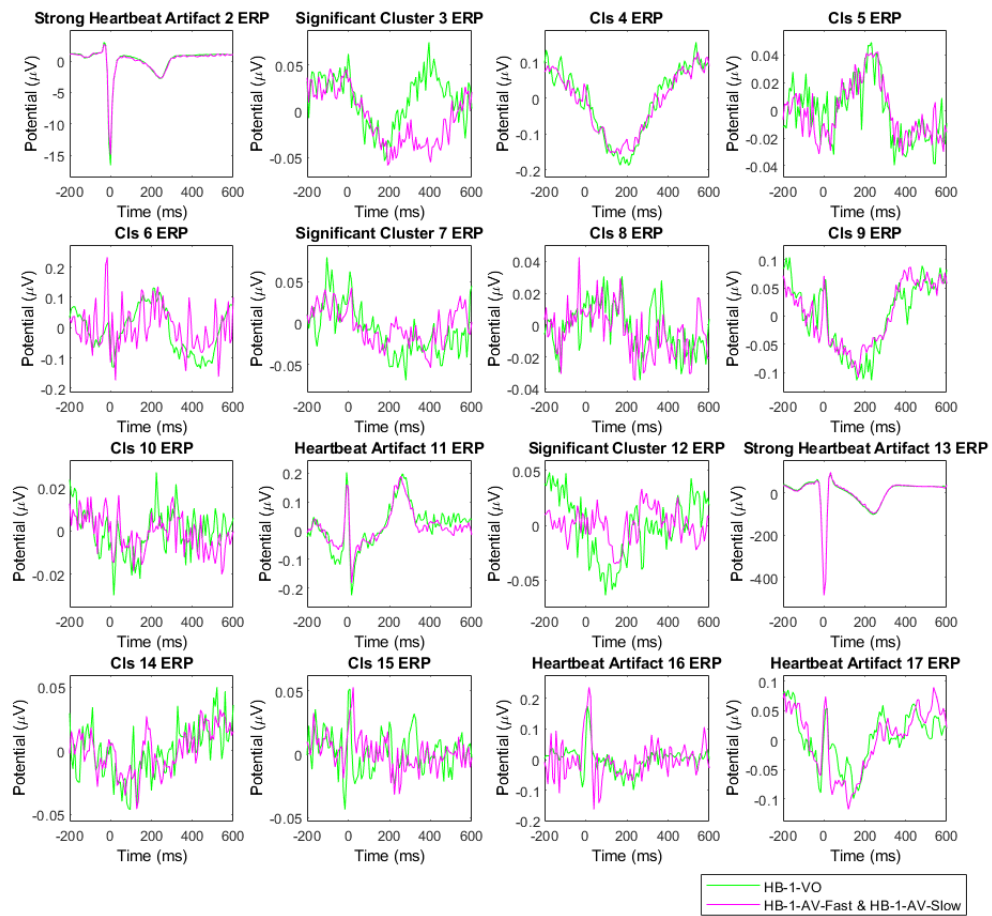 Strong Heartbeat Artifact 2 ERP
Potential (μV)
0
-5
-10
-15
-200 0 200 400 600
Time (ms)
Significant Cluster 3 ERP
Potential (μV)
0.05
0
-0.05
-200 0 200 400 600
Time (ms)
Cls 4 ERP
Potential (μV)
0.1
0
-0.1
-0.2
-200 0 200 400 600
Time (ms)
Cls 5 ERP
Potential (μV)
0.04
0.02
0
-0.02
-0.04
-200 0 200 400 600
Time (ms)
Cls 6 ERP
Potential (μV)
0.2
0.1
0
-0.1
-0.2
-200 0 200 400 600
Time (ms)
Significant Cluster 7 ERP
Potential (μV)
0.05
0
-0.05
-200 0 200 400 600
Time (ms)
Cls 8 ERP
Potential (μV)
0.04
0.02
0
-0.02
-0.04
-200 0 200 400 600
Time (ms)
Cls 9 ERP
Potential (μV)
0.1
0.05
0
-0.05
-0.1
-200 0 200 400 600
Time (ms)
Cls 10 ERP
Potential (μV)
0.02
0
-0.02
-200 0 200 400 600
Time (ms)
Heartbeat Artifact 11 ERP
Potential (μV)
0.2
0.1
0
-0.1
-0.2
-200 0 200 400 600
Time (ms)
Significant Cluster 12 ERP
Potential (μV)
0.05
0
-0.05
-200 0 200 400 600
Time (ms)
Strong Heartbeat Artifact 13 ERP
Potential (μV)
0
-200
-400
-200 0 200 400 600
Time (ms)
Cls 14 ERP
Potential (μV)
0.05
0
-0.05
-200 0 200 400 600
Time (ms)
Cls 15 ERP
Potential (μV)
0.05
0
-0.05
-200 0 200 400 600
Time (ms)
Heartbeat Artifact 16 ERP
Potential (μV)
0.2
0.1
0
-0.1
-0.2
-200 0 200 400 600
Time (ms)
Heartbeat Artifact 17 ERP
Potential (μV)
0.1
0.05
0
-0.05
-0.1
-200 0 200 400 600
Time (ms)
HB-1-VO
HB-1-AV-Fast & HB-1-AV-Slow